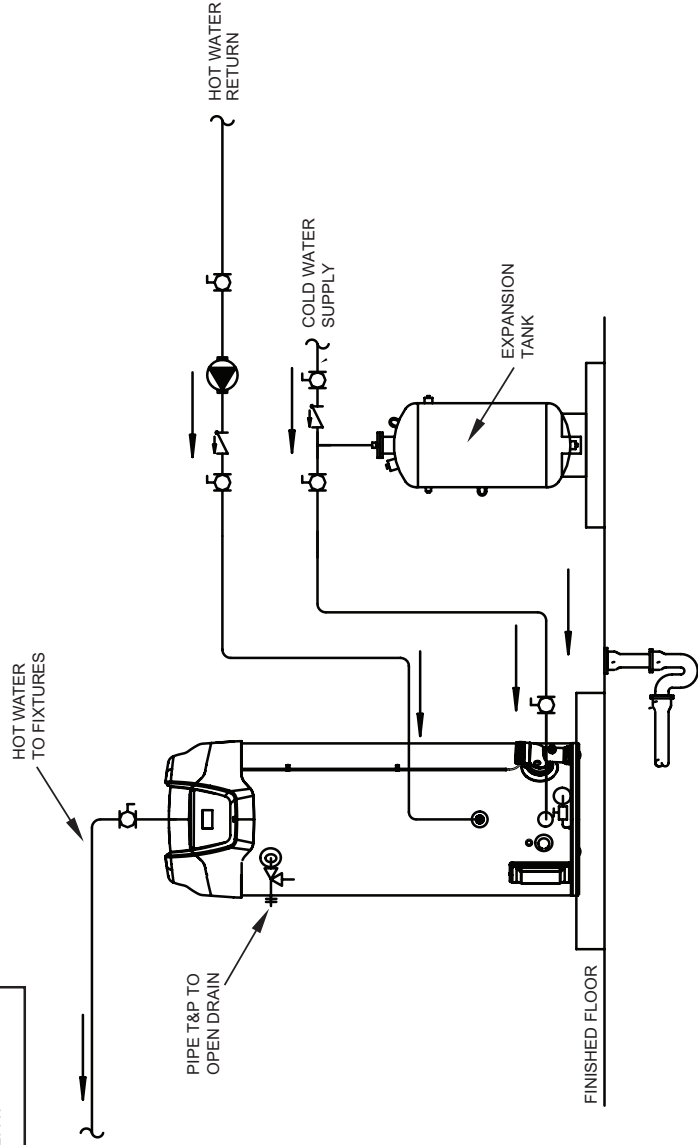 HOT WATER
TO FIXTURES
HOT WATER
RETURN
COLD WATER
SUPPLY
EXPANSION
TANK
PIPE T&P TO
OPEN DRAIN
FINISHED FLOOR